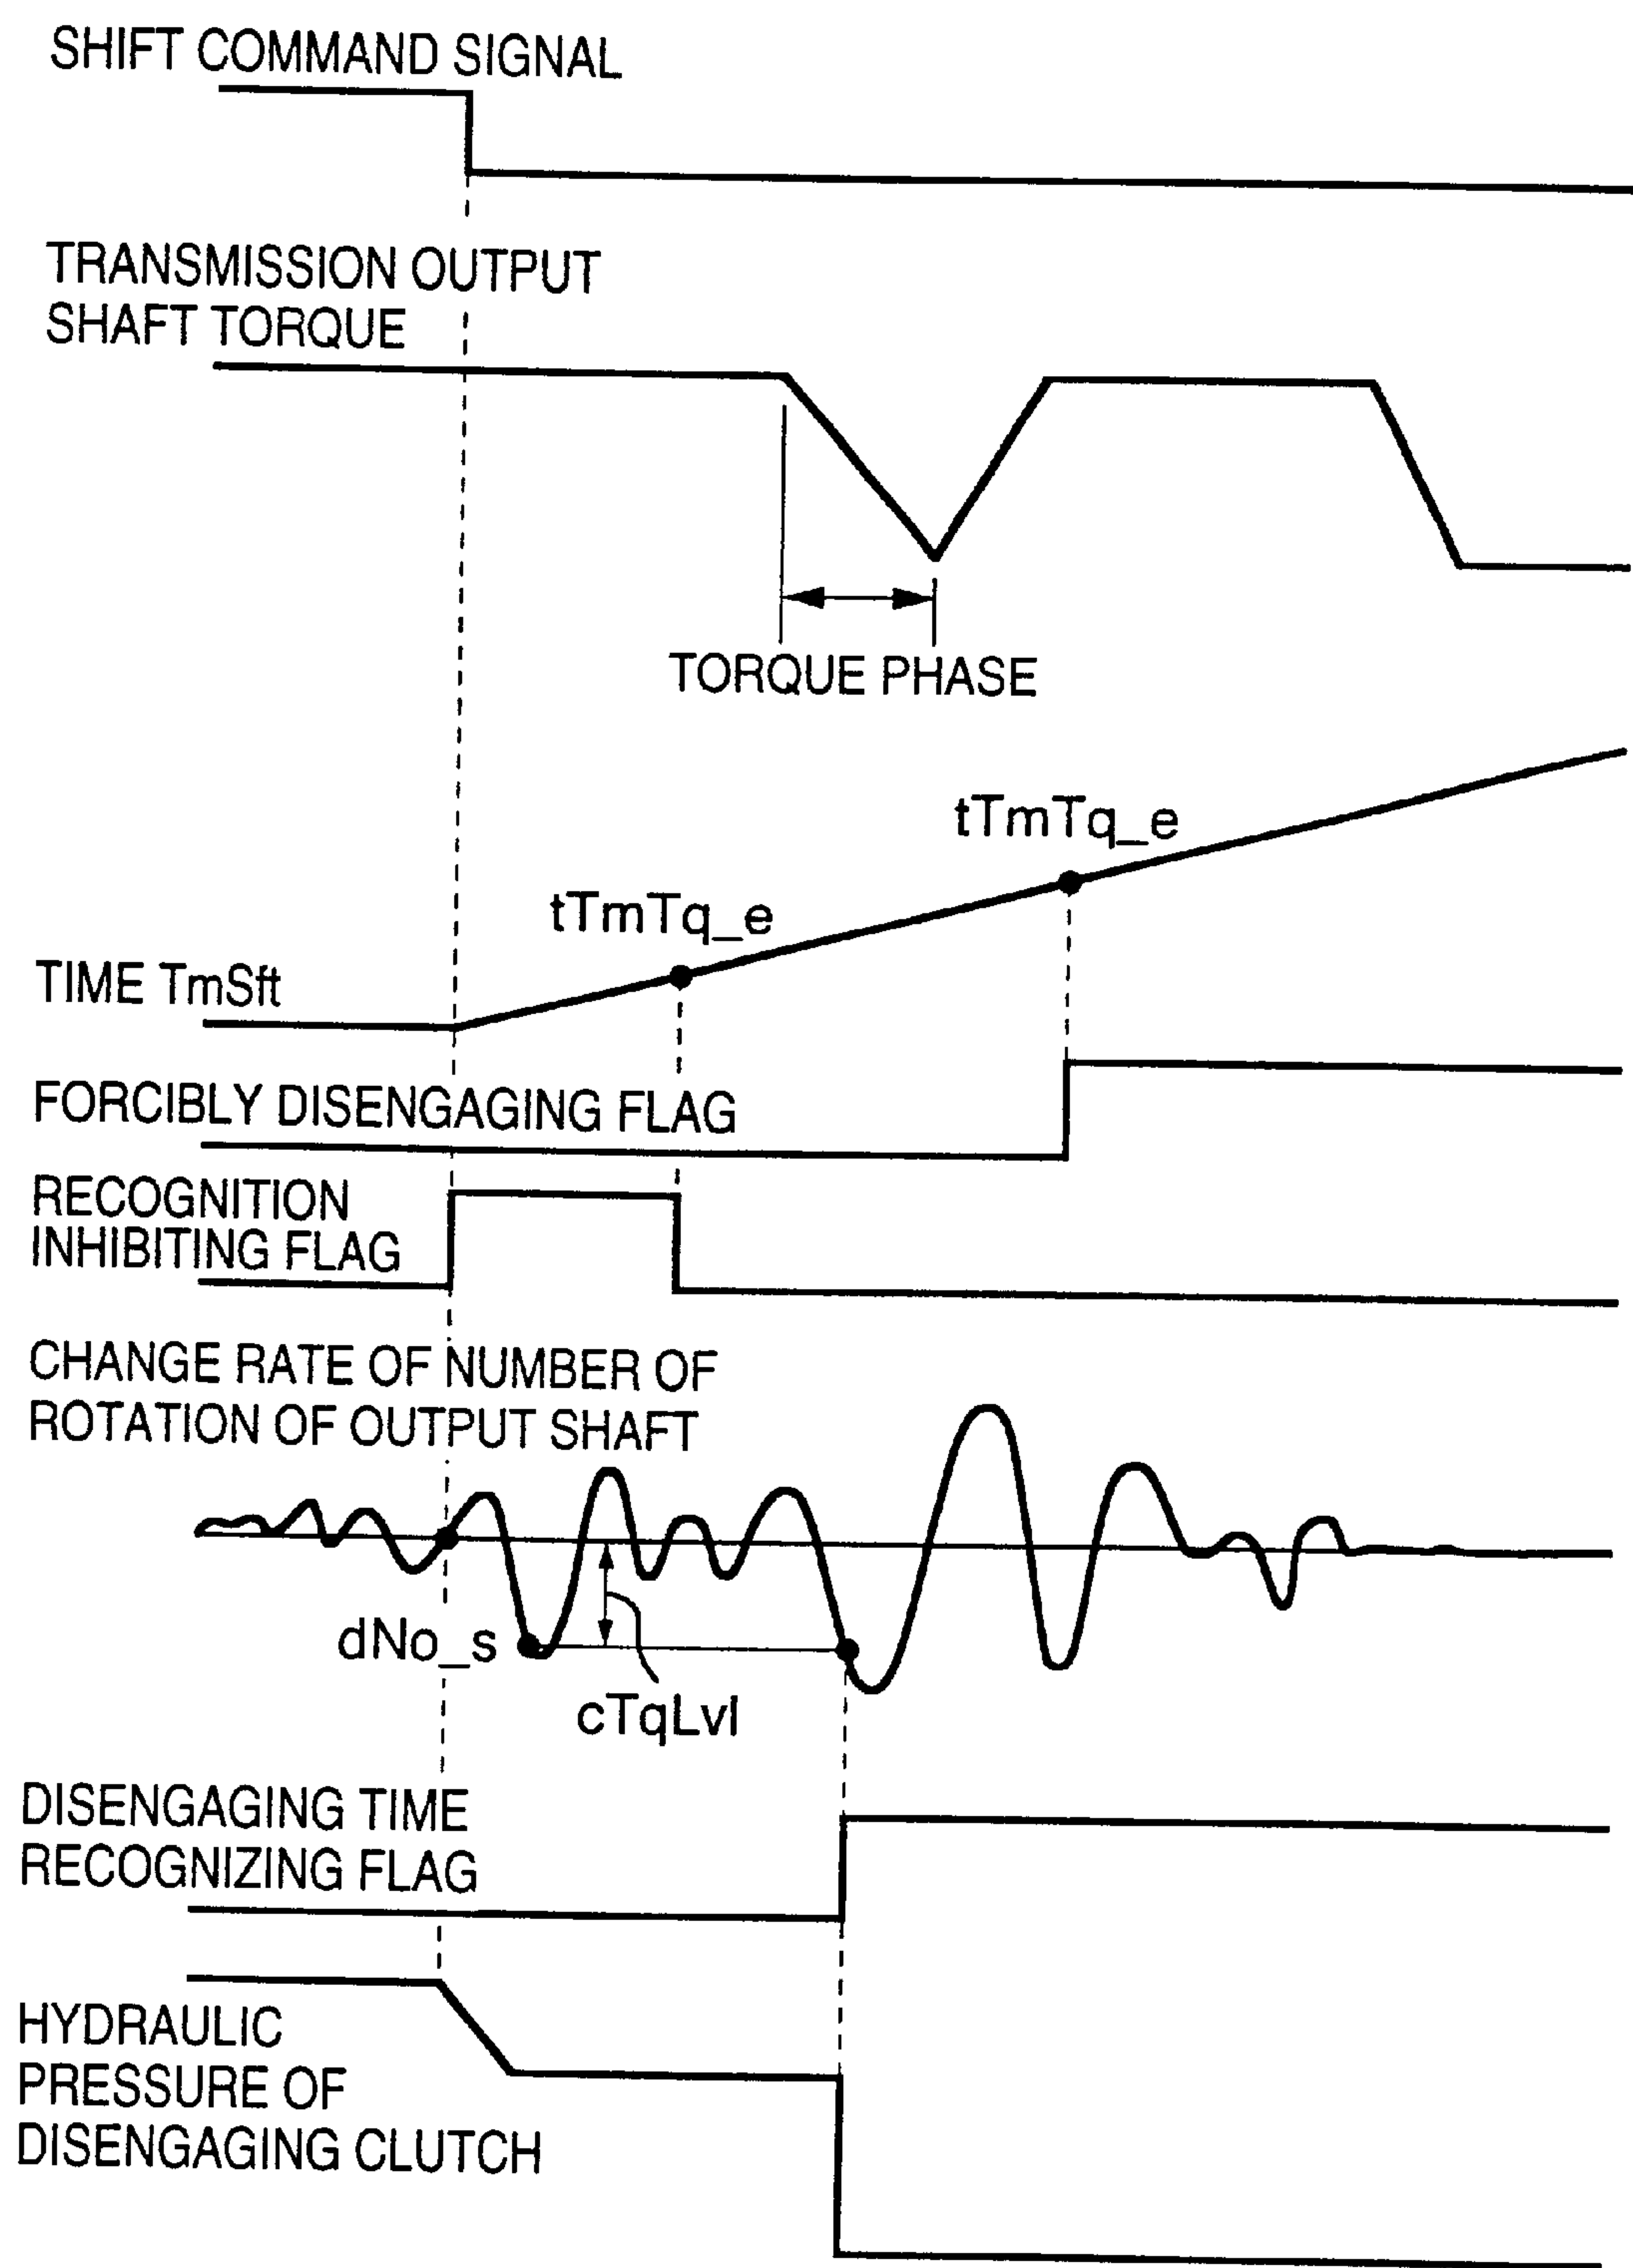 SHIFT COMMAND SIGNAL
TRANSMISSION OUTPUT
SHAFT TORQUE
TORQUE PHASE
tTmTq_e
tTmTq_e
TIME TmSft
FORCIBLY DISENGAGING FLAG
RECOGNITION
INHIBITING FLAG
CHANGE RATE OF NUMBER OF
ROTATION OF OUTPUT SHAFT
dNo_s
cTqLvl
DISENGAGING TIME
RECOGNIZING FLAG
HYDRAULIC
PRESSURE OF
DISENGAGING CLUTCH